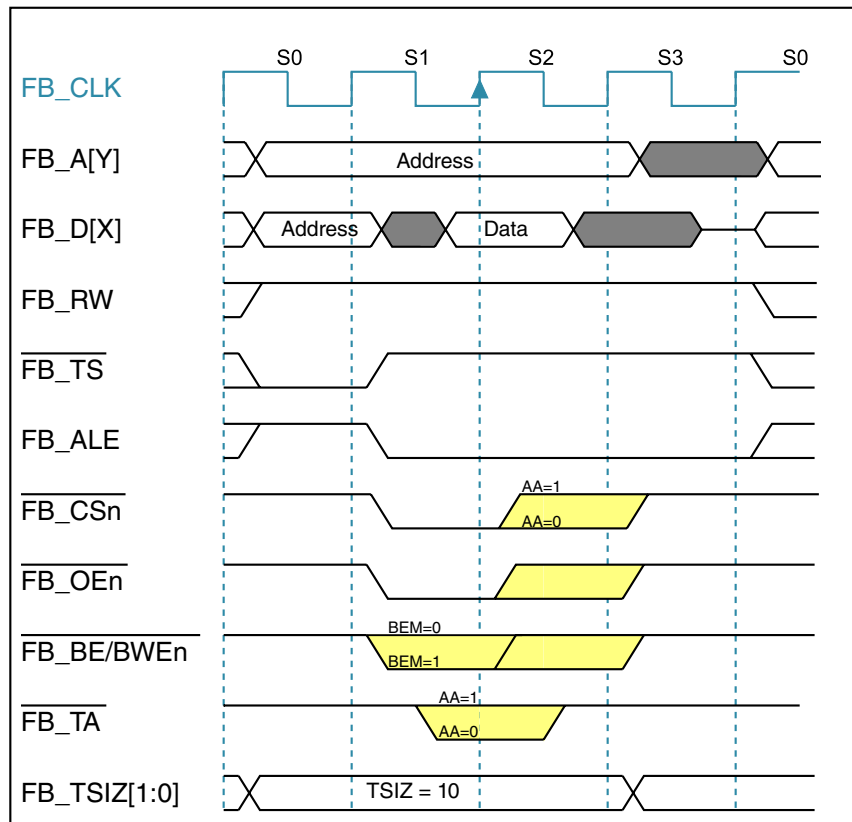 S0 S1 S2 S3 S0
FB_CLK
FB_A[Y] Address
FB_D[X] Address Data
FB_RW
FB_TS
FB_ALE
AA=1
FB_CSn AA=0
FB_OEn
BEM=0
FB_BE/BWEn BEM=1
AA=1
FB_TA AA=0
FB_TSIZ[1:0] TSIZ = 10